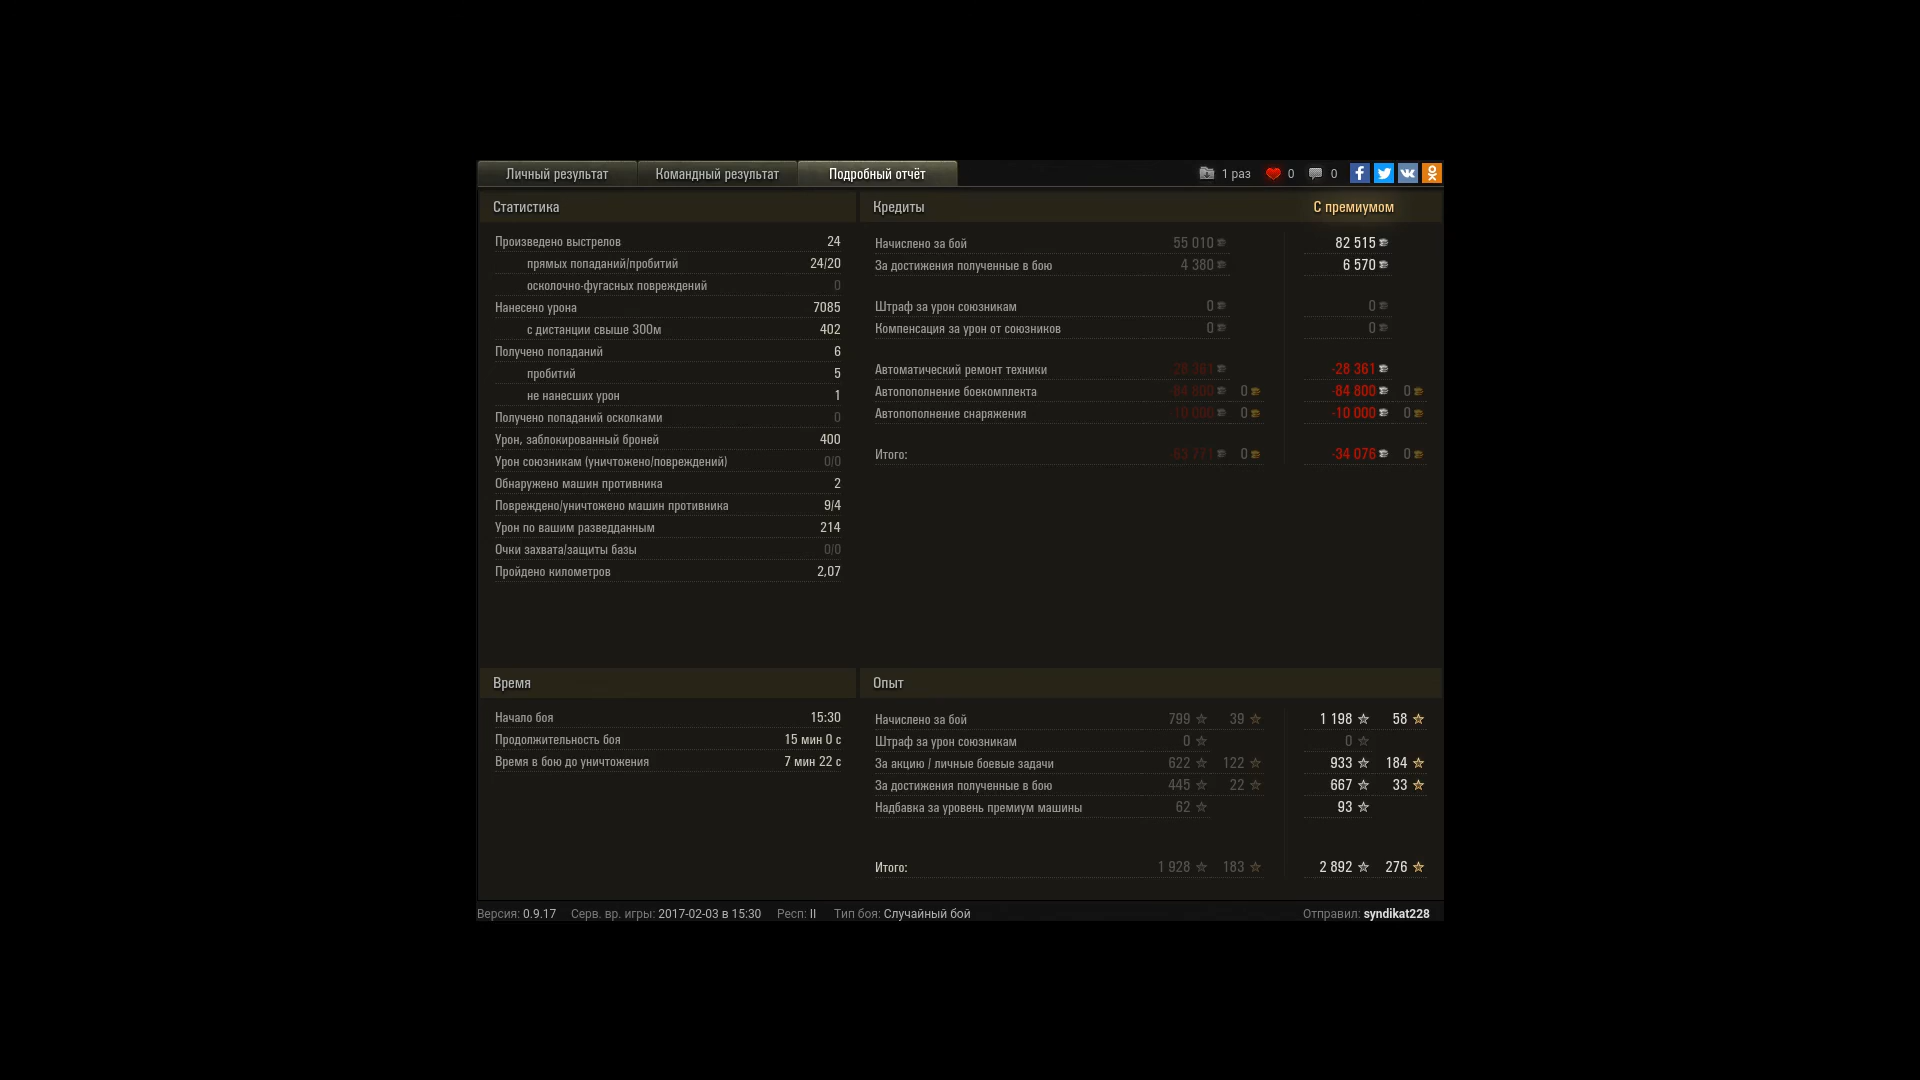 Личный результат Командный результат Подробный отчёт 1 раз 0 0
Статистика
Произведено выстрелов 24
прямых попаданий/пробитий 24/20
осколочно-фугасных повреждений 0
Нанесено урона 7085
с дистанции свыше 300м 402
Получено попаданий 6
пробитий 5
не нанесших урон 1
Получено попаданий осколками 0
Урон, заблокированный броней 400
Урон союзникам (уничтожено/повреждений) 0/0
Обнаружено машин противника 2
Повреждено/уничтожено машин противника 9/4
Урон по вашим разведданным 214
Очки захвата/защиты базы 0/0
Пройдено километров 2,07
Кредиты С премиумом
Начислено за бой 55 010 82 515
За достижения полученные в бою 4 380 6 570
Штраф за урон союзникам 0 0
Компенсация за урон от союзников 0 0
Автоматический ремонт техники -28 361 -28 361
Автопополнение боекомплекта -84 800 0 -84 800 0
Автопополнение снаряжения -10 000 0 -10 000 0
Итого: -63 771 0 -34 076 0
Время
Начало боя 15:30
Продолжительность боя 15 мин 0 с
Время в бою до уничтожения 7 мин 22 с
Опыт
Начислено за бой 799 39 1 198 58
Штраф за урон союзникам 0 0
За акцию / личные боевые задачи 622 122 933 184
За достижения полученные в бою 445 22 667 33
Надбавка за уровень премиум машины 62 93
Итого: 1 928 183 2 892 276
Версия: 0.9.17 Серв. вр. игры: 2017-02-03 в 15:30 Респ: II Тип боя: Случайный бой Отправил: syndikat228